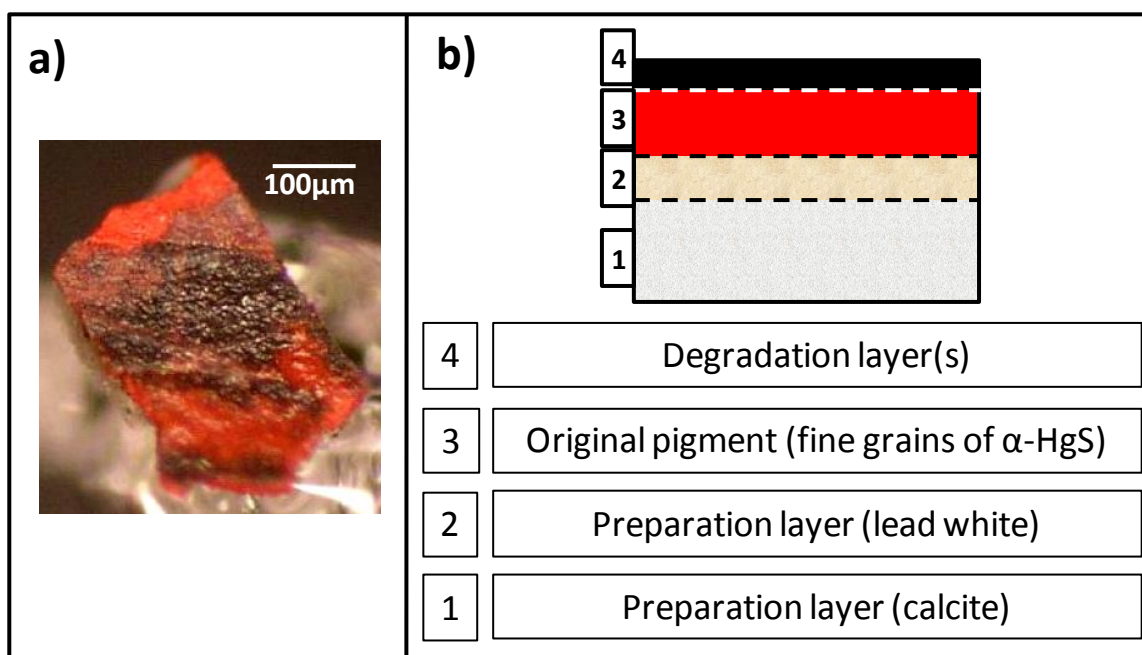 a)
100µm
b)
4
3
2
1
4 Degradation layer(s)
3 Original pigment (fine grains of α-HgS)
2 Preparation layer (lead white)
1 Preparation layer (calcite)